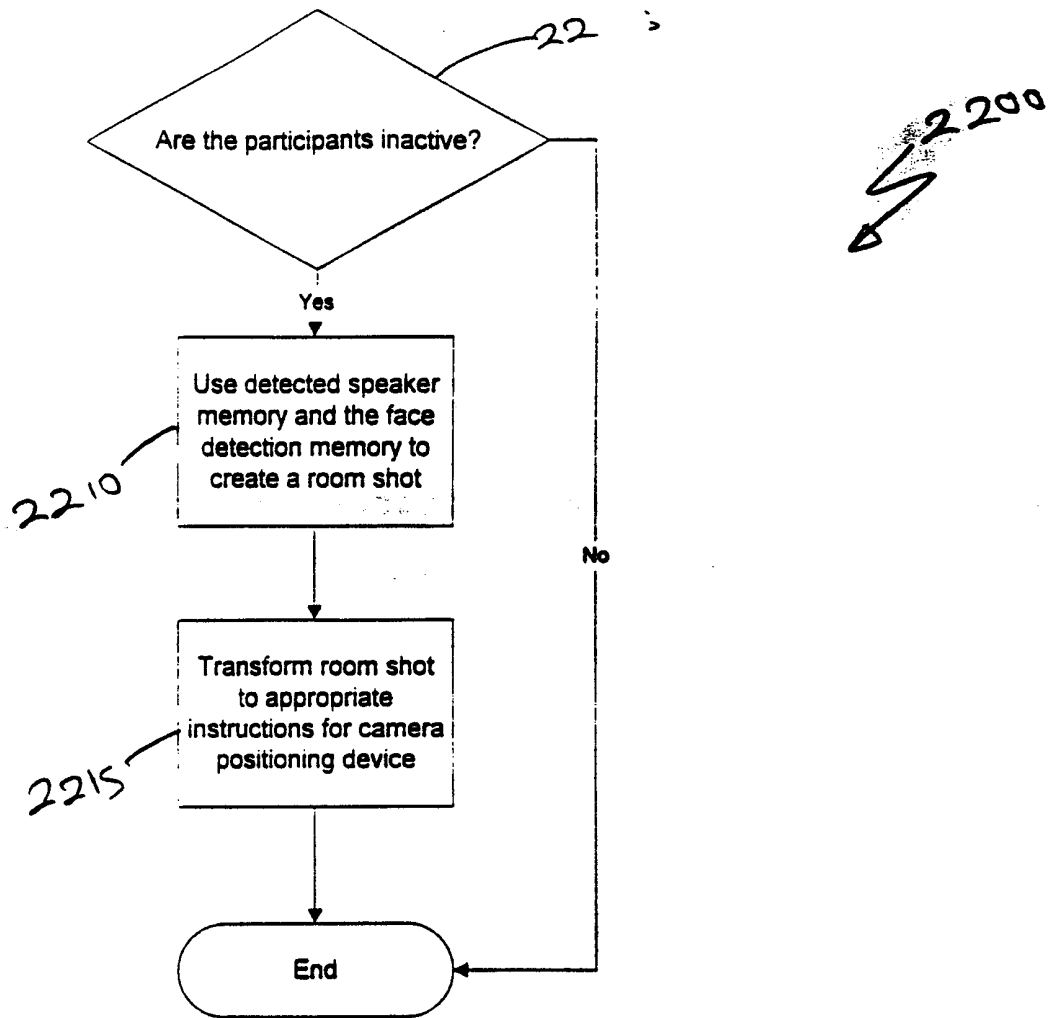 22
2200
Are the participants inactive?
Yes
Use detected speaker
memory and the face
detection memory to
create a room shot
2210
No
Transform room shot
to appropriate
instructions for camera
positioning device
2215
End